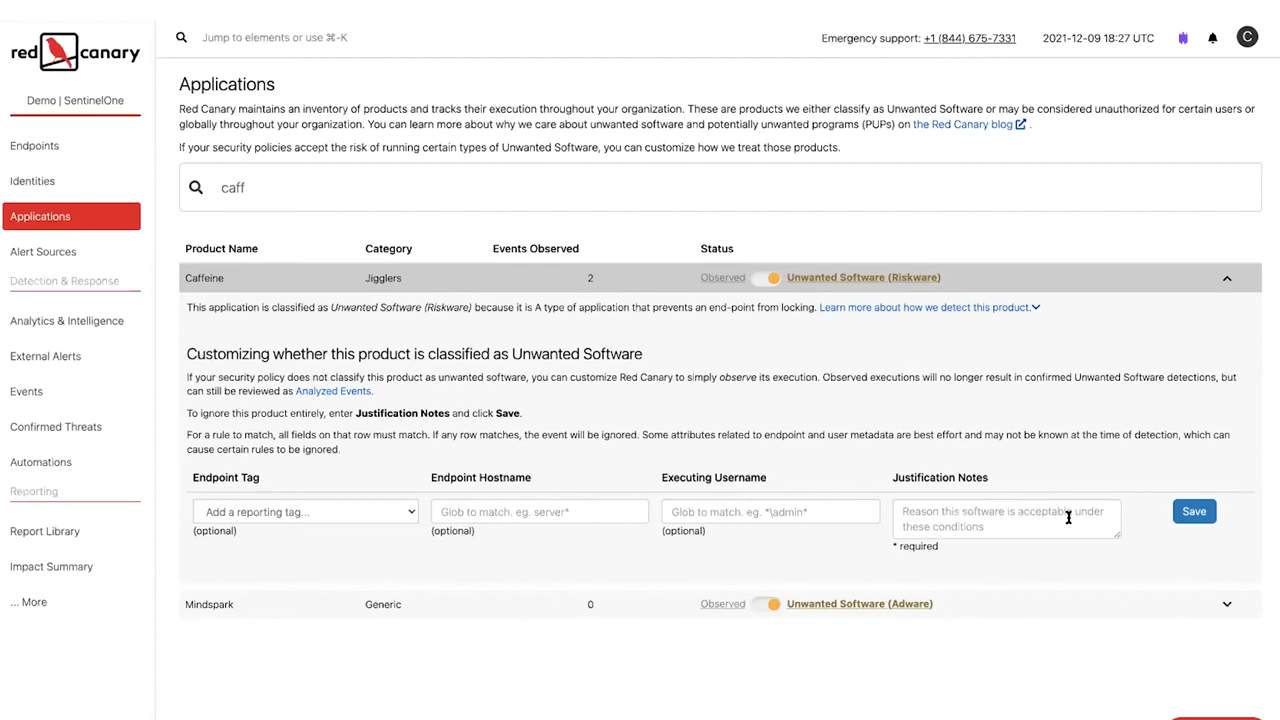 red canary
Jump to elements or use ⌘-K
Emergency support: +1 (844) 675-7331
2021-12-09 18:27 UTC
C
Demo | SentinelOne
Endpoints
Identities
Applications
Alert Sources
Detection & Response
Analytics & Intelligence
External Alerts
Events
Confirmed Threats
Automations
Reporting
Report Library
Impact Summary
... More
Applications
Red Canary maintains an inventory of products and tracks their execution throughout your organization. These are products we either classify as Unwanted Software or may be considered unauthorized for certain users or
globally throughout your organization. You can learn more about why we care about unwanted software and potentially unwanted programs (PUPs) on the Red Canary blog .
If your security policies accept the risk of running certain types of Unwanted Software, you can customize how we treat those products.
caff
Product Name Category Events Observed Status
Caffeine Jigglers 2 Observed Unwanted Software (Riskware)
This application is classified as Unwanted Software (Riskware) because it is A type of application that prevents an end-point from locking. Learn more about how we detect this product.
Customizing whether this product is classified as Unwanted Software
If your security policy does not classify this product as unwanted software, you can customize Red Canary to simply observe its execution. Observed executions will no longer result in confirmed Unwanted Software detections, but
can still be reviewed as Analyzed Events.
To ignore this product entirely, enter Justification Notes and click Save.
For a rule to match, all fields on that row must match. If any row matches, the event will be ignored. Some attributes related to endpoint and user metadata are best effort and may not be known at the time of detection, which can
cause certain rules to be ignored.
Endpoint Tag Endpoint Hostname Executing Username Justification Notes
Add a reporting tag... Glob to match. eg. server* Glob to match. eg. *\admin* Reason this software is acceptable under
these conditions
Save
(optional) (optional) (optional) * required
Mindspark Generic 0 Observed Unwanted Software (Adware)